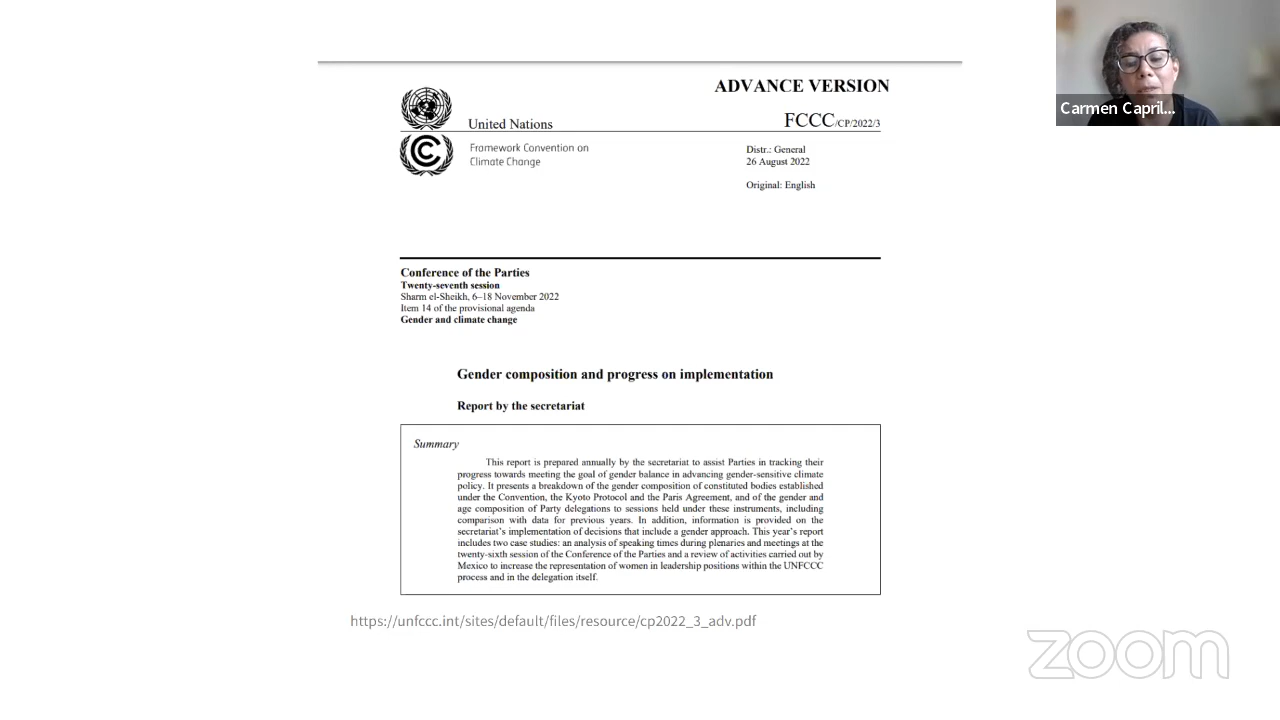 ADVANCE VERSION
United Nations
FCCC/CP/2022/3
Framework Convention on
Climate Change
Distr.: General
26 August 2022
Original: English
Conference of the Parties
Twenty-seventh session
Sharm el-Sheikh, 6–18 November 2022
Item 14 of the provisional agenda
Gender and climate change
Gender composition and progress on implementation
Report by the secretariat
Summary
This report is prepared annually by the secretariat to assist Parties in tracking their
progress towards meeting the goal of gender balance in advancing gender-sensitive climate
policy. It presents a breakdown of the gender composition of constituted bodies established
under the Convention, the Kyoto Protocol and the Paris Agreement, and of the gender and
age composition of Party delegations to sessions held under these instruments, including
comparison with data for previous years. In addition, information is provided on the
secretariat's implementation of decisions that include a gender approach. This year's report
includes two case studies: an analysis of speaking times during plenaries and meetings at the
twenty-sixth session of the Conference of the Parties and a review of activities carried out by
Mexico to increase the representation of women in leadership positions within the UNFCCC
process and in the delegation itself.
https://unfccc.int/sites/default/files/resource/cp2022_3_adv.pdf
Carmen Capril...
zoom